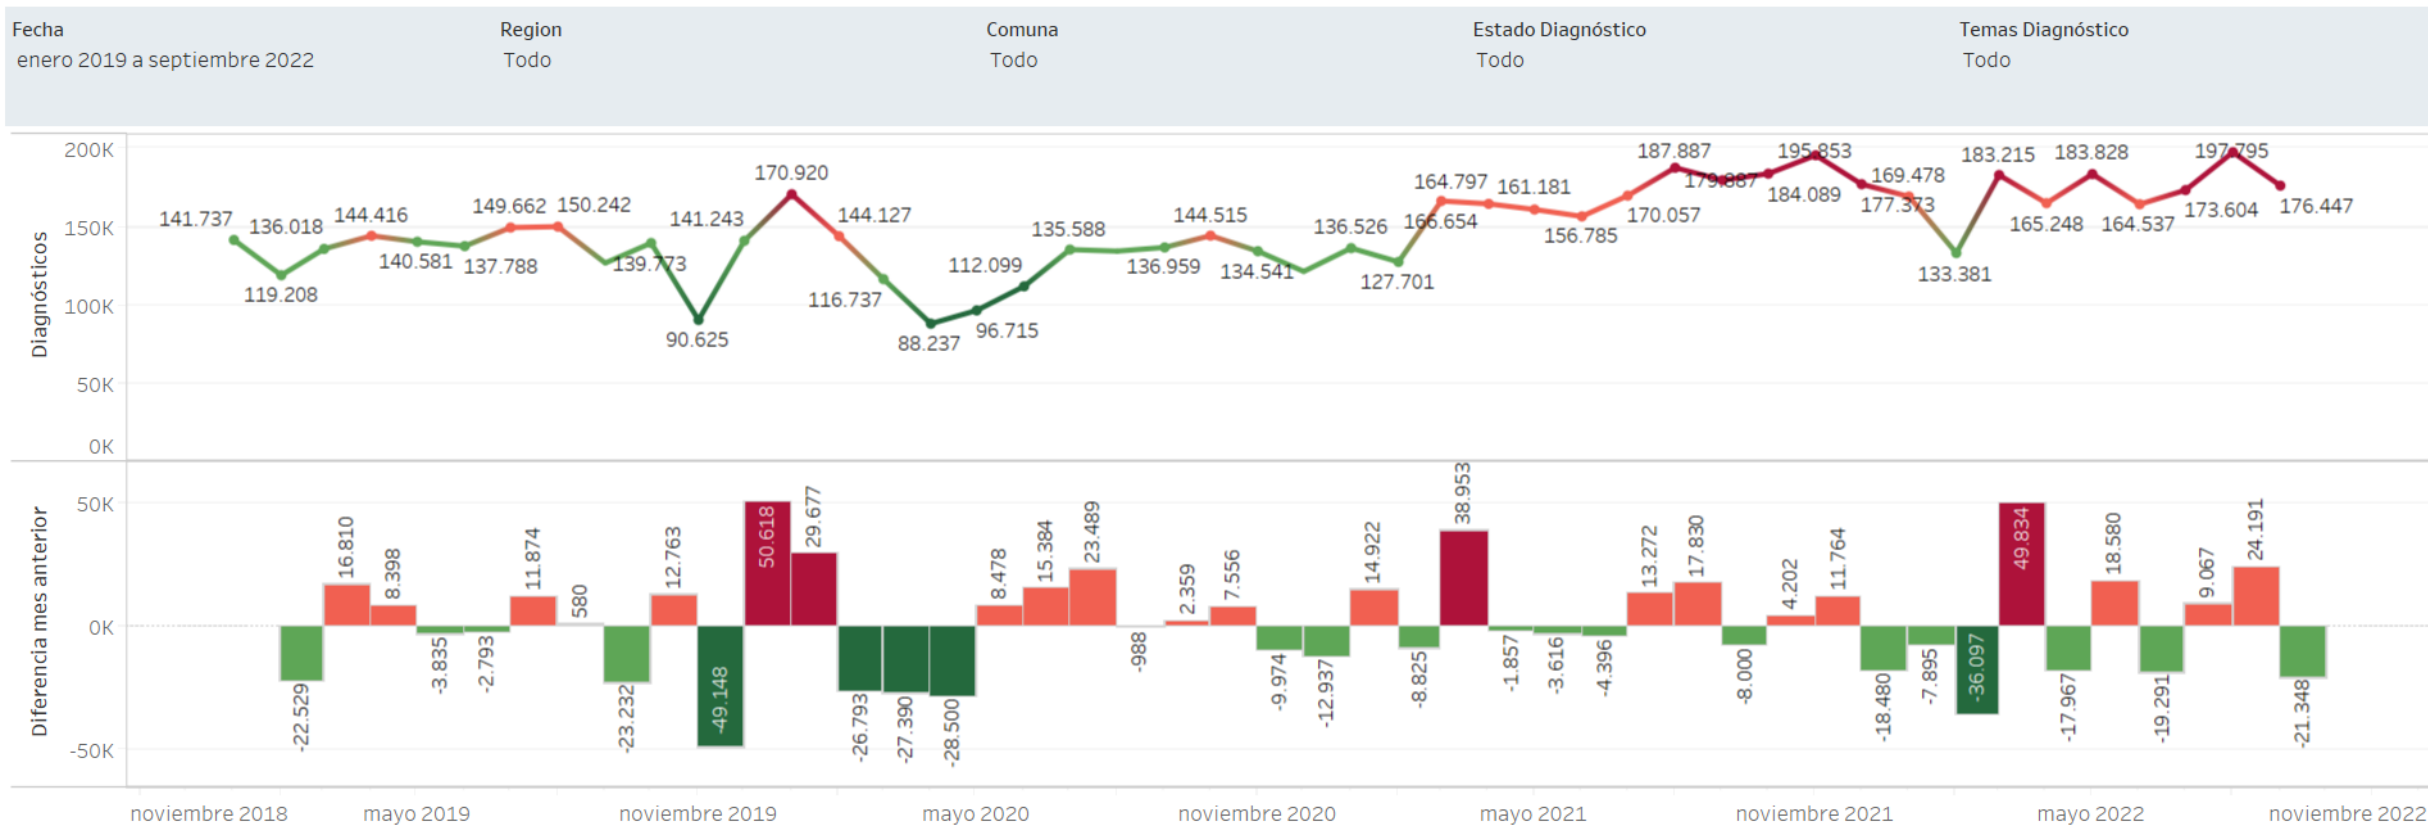 Fecha
enero 2019 a septiembre 2022
Region
Todo
Comuna
Todo
Estado Diagnóstico
Todo
Temas Diagnóstico
Todo
Diagnósticos
200K
150K
100K
50K
0K
141.737
119.208
136.018
144.416
140.581
137.788
149.662
150.242
139.773
90.625
141.243
170.920
144.127
116.737
88.237
96.715
112.099
135.588
136.959
144.515
134.541
136.526
127.701
166.654
164.797
161.181
156.785
170.057
187.887
179.887
184.089
195.853
177.373
169.478
133.381
183.215
165.248
183.828
164.537
173.604
197.795
176.447
Diferencia mes anterior
50K
0K
-50K
-22.529
16.810
8.398
-3.835
-2.793
11.874
580
-23.232
12.763
-49.148
50.618
29.677
-26.793
-27.390
-28.500
8.478
15.384
23.489
-988
2.359
7.556
-9.974
-12.937
14.922
-8.825
38.953
-1.857
-3.616
-4.396
13.272
17.830
-8.000
4.202
11.764
-18.480
-7.895
-36.097
49.834
-17.967
18.580
-19.291
9.067
24.191
-21.348
noviembre 2018
mayo 2019
noviembre 2019
mayo 2020
noviembre 2020
mayo 2021
noviembre 2021
mayo 2022
noviembre 2022